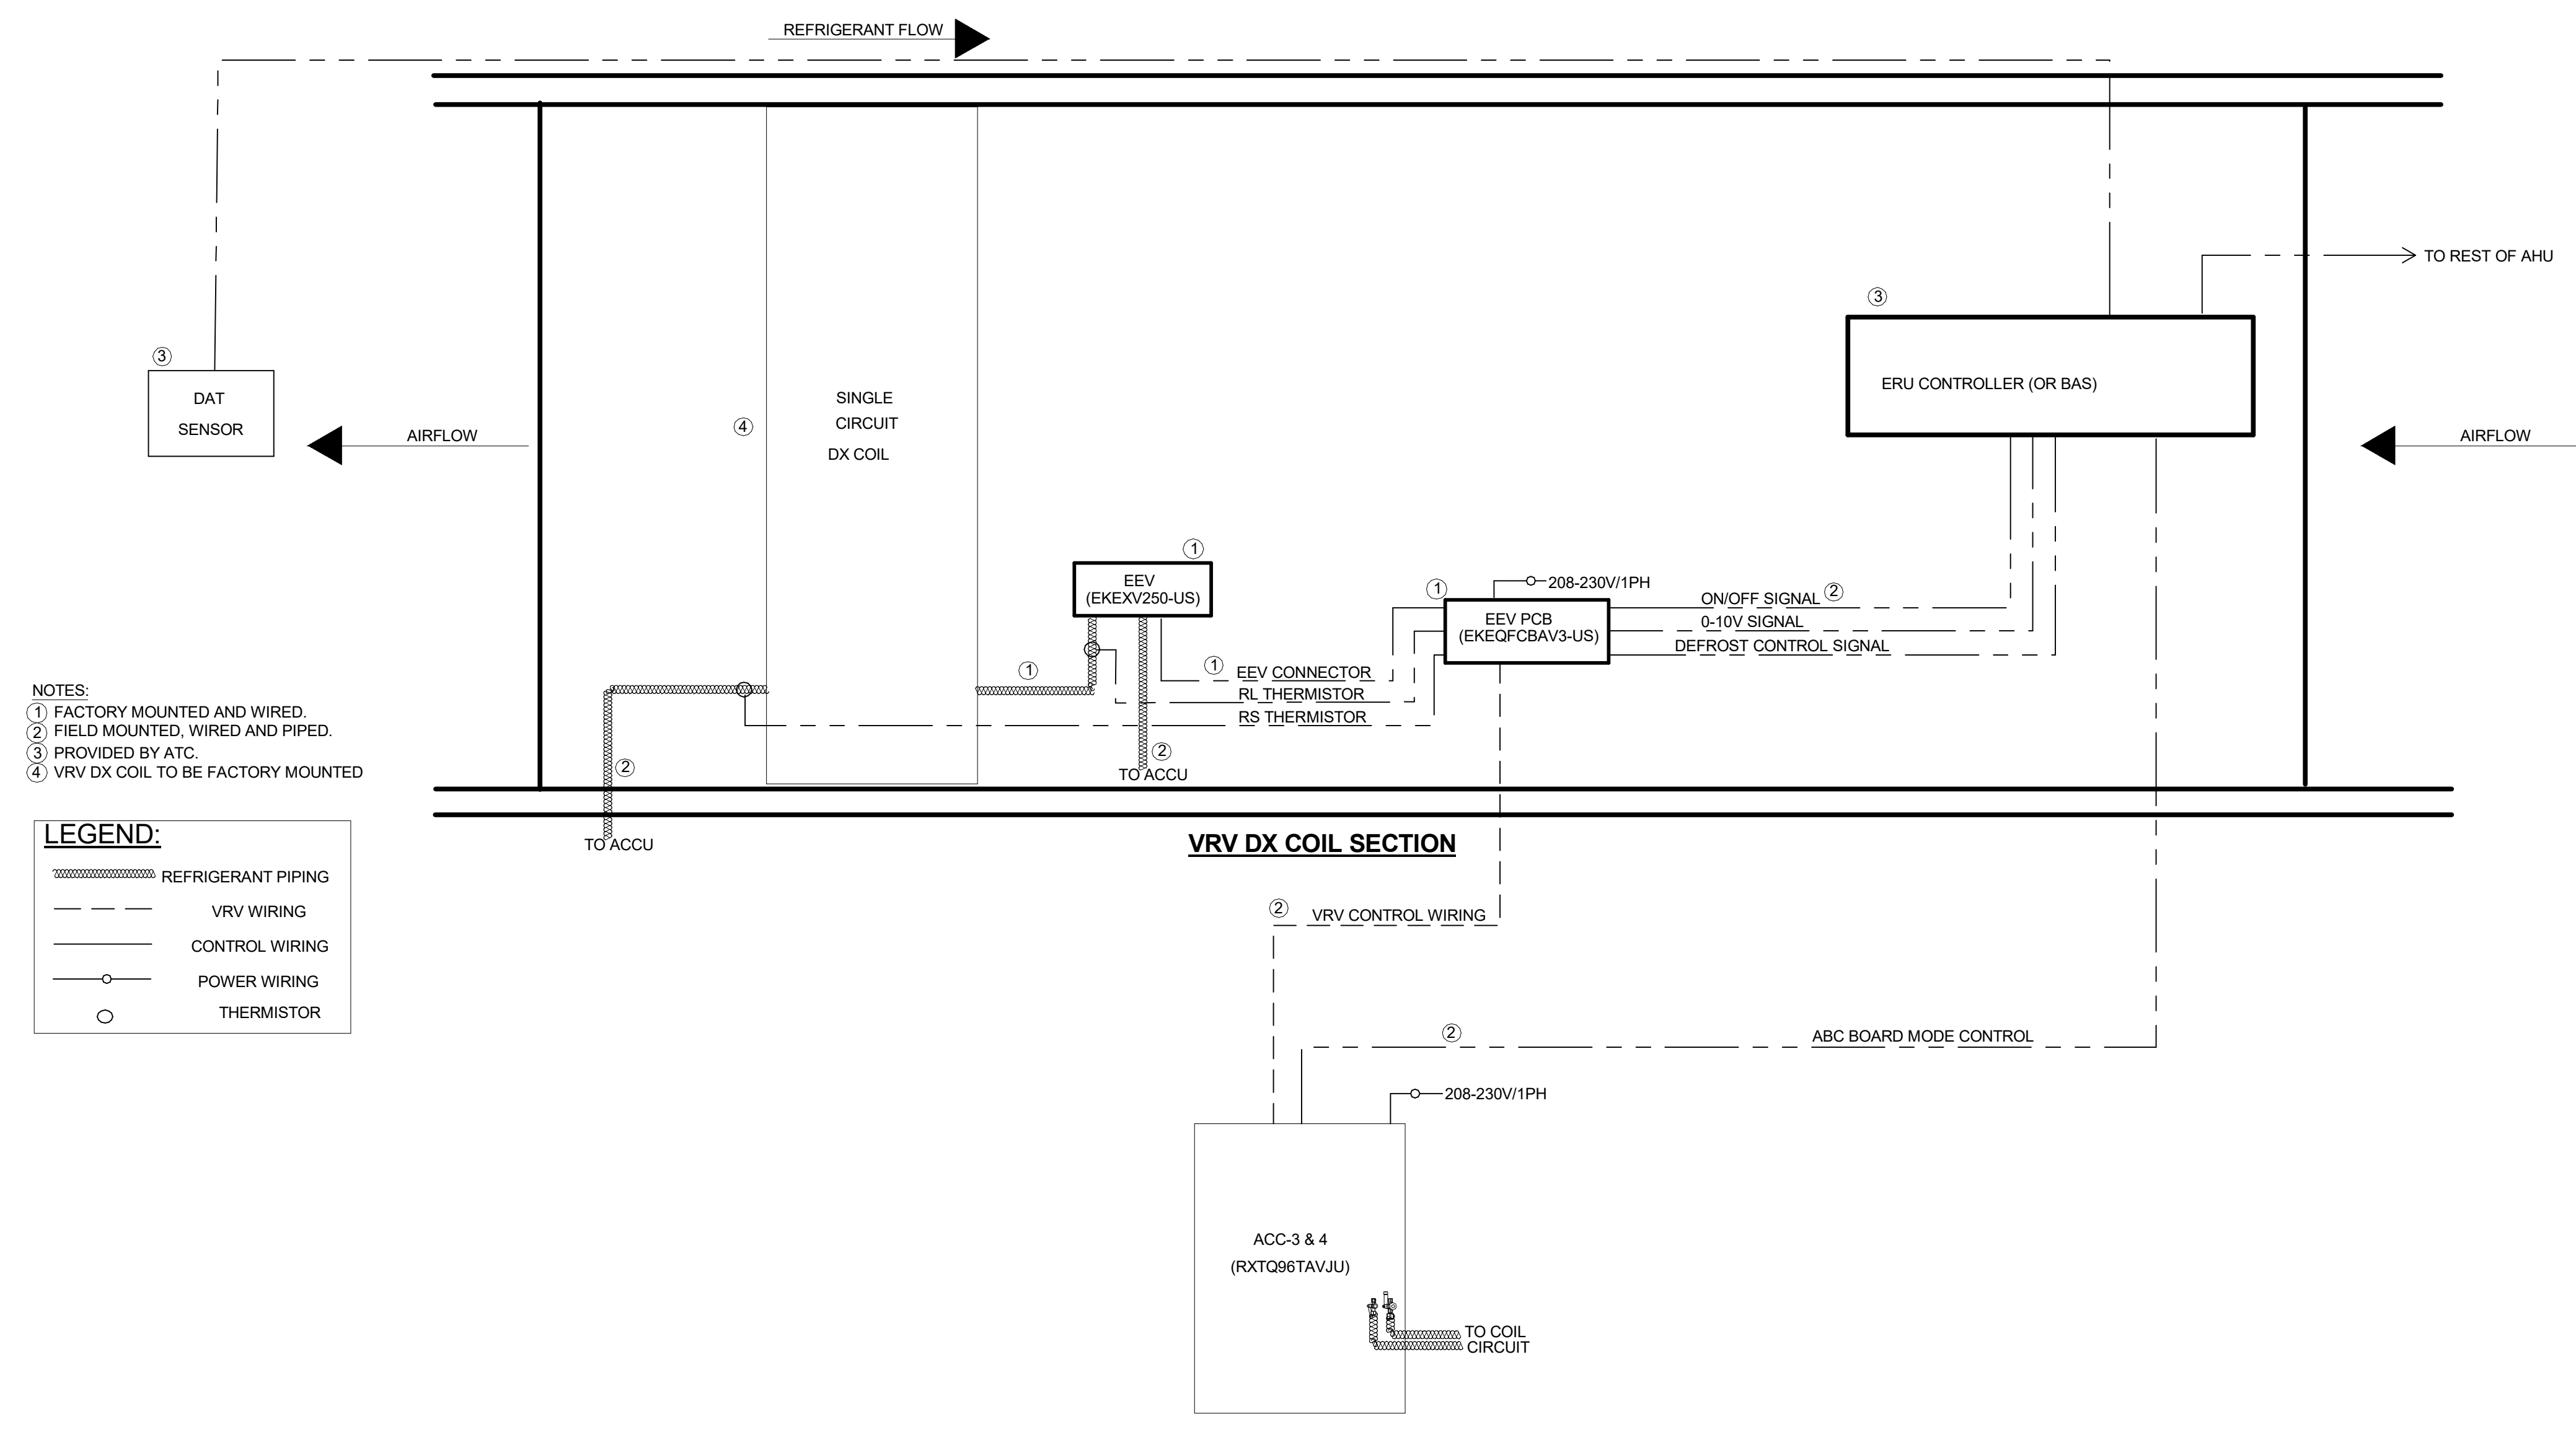 REFRIGERANT FLOW
TO REST OF AHU
3
3
DAT
SENSOR
AIRFLOW
4
SINGLE
CIRCUIT
DX COIL
ERU CONTROLLER (OR BAS)
AIRFLOW
1
EEV
(EKEXV250-US)
1
208-230V/1PH
EEV PCB
(EKEQFCBAV3-US)
ON/OFF SIGNAL 2
0-10V SIGNAL
DEFROST CONTROL SIGNAL
1
1 EEV CONNECTOR
RL THERMISTOR
RS THERMISTOR
2
TO ACCU
2
TO ACCU
NOTES:
1 FACTORY MOUNTED AND WIRED.
2 FIELD MOUNTED, WIRED AND PIPED.
3 PROVIDED BY ATC.
4 VRV DX COIL TO BE FACTORY MOUNTED
LEGEND:
REFRIGERANT PIPING
VRV WIRING
CONTROL WIRING
POWER WIRING
THERMISTOR
VRV DX COIL SECTION
2 VRV CONTROL WIRING
2
ABC BOARD MODE CONTROL
208-230V/1PH
ACC-3 & 4
(RXTQ96TAVJU)
TO COIL
CIRCUIT